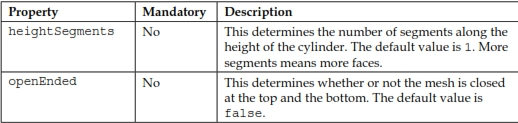 Property Mandatory Description
heightSegments No This determines the number of segments along the
height of the cylinder. The default value is 1. More
segments means more faces.
openEnded No This determines whether or not the mesh is closed
at the top and the bottom. The default value is
false.